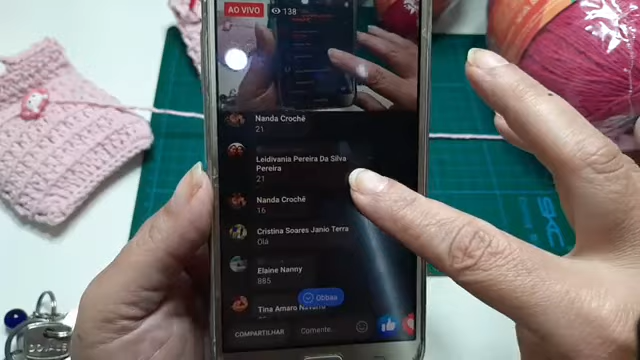 AO VIVO
138
Nanda Crochê
21
Leidivania Pereira Da Silva
Pereira
21
Nanda Crochê
16
Cristina Soares Janio Terra
Olá
Elaine Nanny
885
Tina Amaro
Obbaa
COMPARTILHAR
Comente...